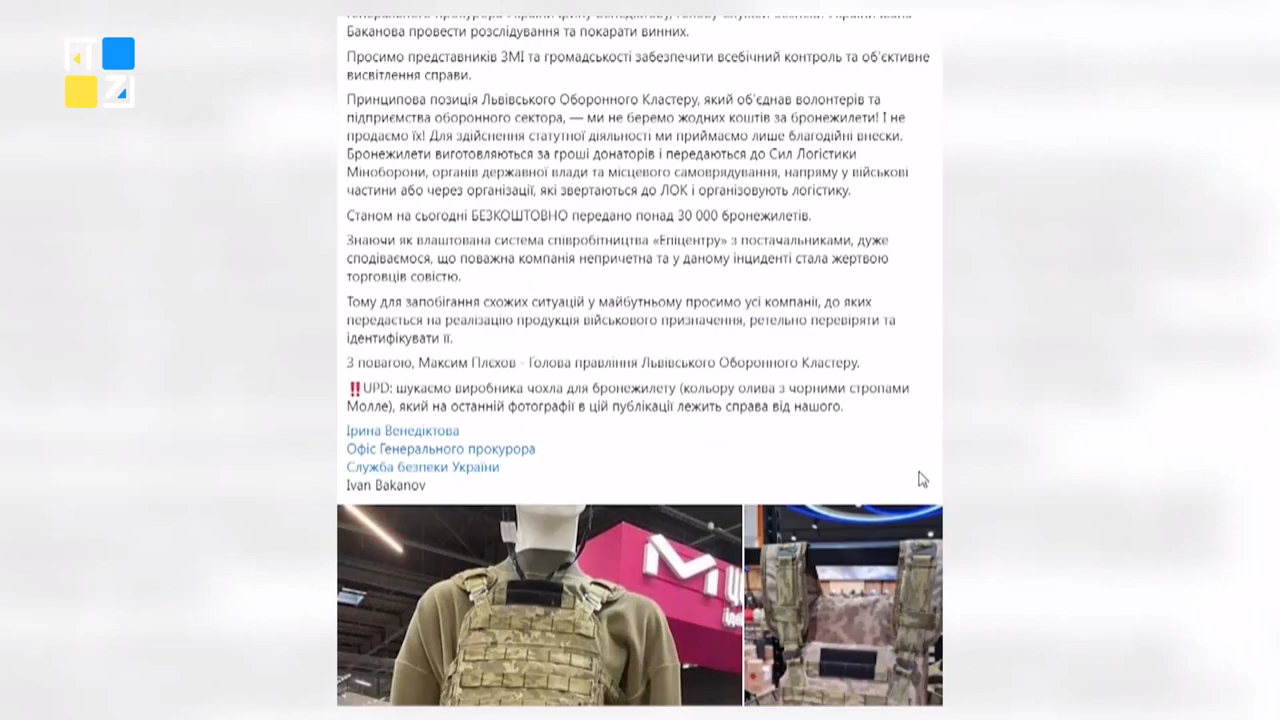 Баканова провести розслідування та покарати винних.
Просимо представників ЗМІ та громадськості забезпечити всебічний контроль та об'єктивне
висвітлення справи.
Принципова позиція Львівського Оборонного Кластеру, який об'єднав волонтерів та
підприємства оборонного сектора, — ми не беремо жодних коштів за бронежилети! І не
продаємо їх! Для здійснення статутної діяльності ми приймаємо лише благодійні внески.
Бронежилети виготовляються за гроші донаторів і передаються до Сил Логістики
Міноборони, органів державної влади та місцевого самоврядування, напряму у військові
частини або через організації, які звертаються до ЛОК і організовують логістику.
Станом на сьогодні БЕЗКОШТОВНО передано понад 30 000 бронежилетів.
Знаючи як влаштована система співробітництва «Епіцентру» з постачальниками, дуже
сподіваємося, що поважна компанія непричетна та у даному інциденті стала жертвою
торговців совістю.
Тому для запобігання схожих ситуацій у майбутньому просимо усі компанії, до яких
передається на реалізацію продукція військового призначення, ретельно перевіряти та
ідентифікувати її.
З повагою, Максим Плєхов - Голова правління Львівського Оборонного Кластеру.
‼️UPD: шукаємо виробника чохла для бронежилету (кольору олива з чорними стропами
Молле), який на останній фотографії в цій публікації лежить справа від нашого.
Ірина Венедіктова
Офіс Генерального прокурора
Служба безпеки України
Ivan Bakanov